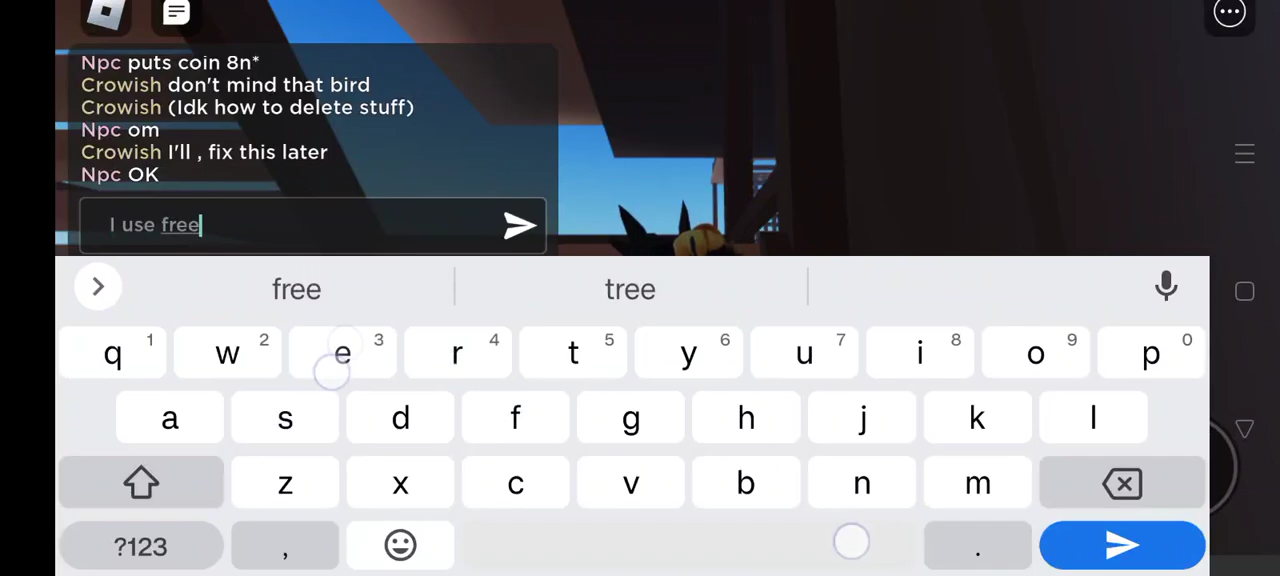 Npc puts coin 8n*
Crowish don't mind that bird
Crowish (Idk how to delete stuff)
Npc om
Crowish I'll , fix this later
Npc OK
I use free
free tree
q 1 w 2 e 3 r 4 t 5 y 6 u 7 i 8 o 9 p 0
a s d f g h j k l
z x c v b n m
?123 , .